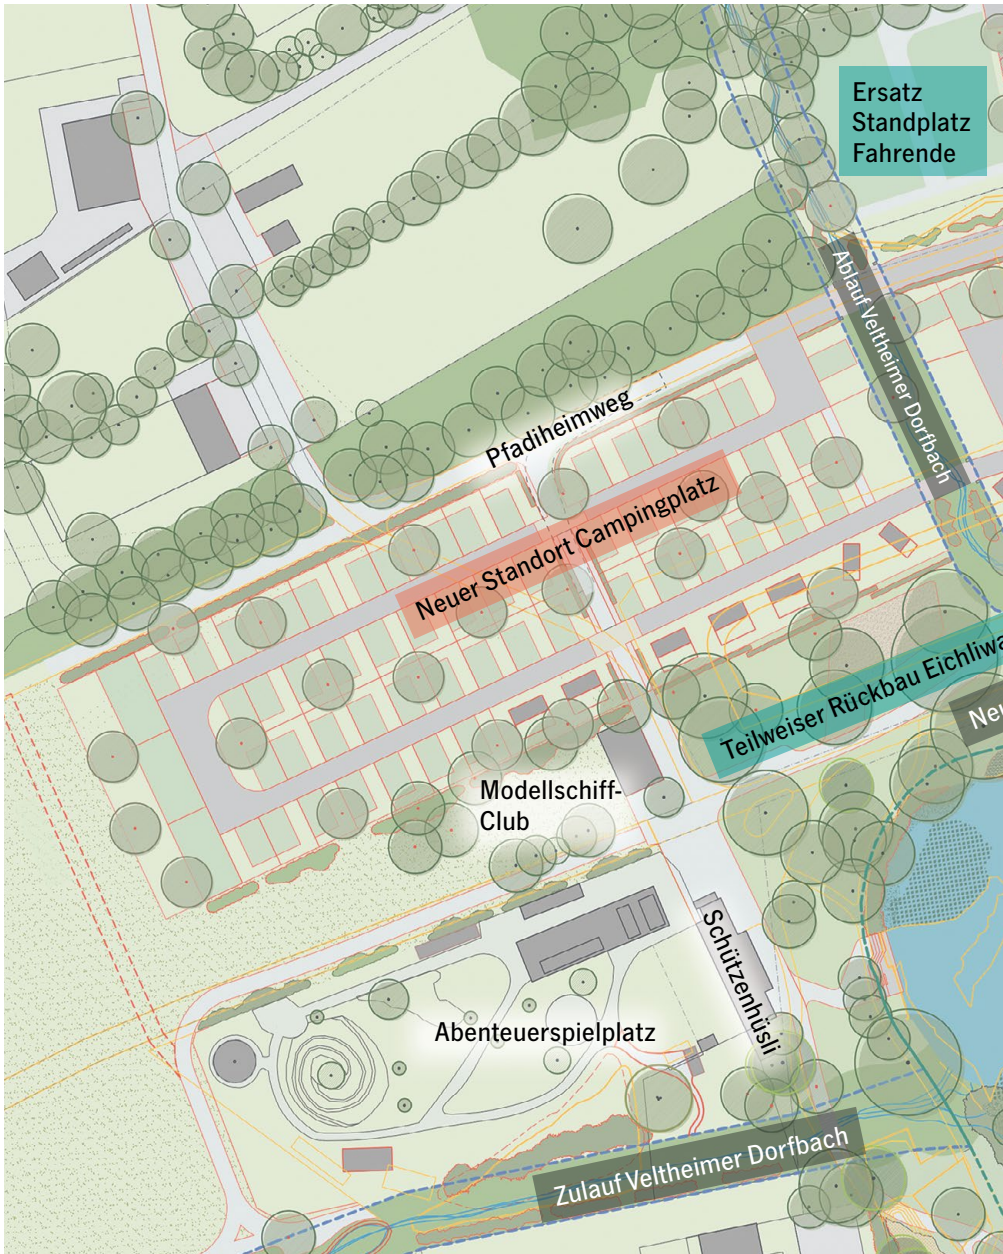 Ersatz
Standplatz
Fahrende
Ablauf Veltheimer Dorfbach
Pfadiheimweg
Neuer Standort Campingplatz
Teilweiser Rückbau Eichliwa
Neu
Modellschiff-
Club
Schützenhüsli
Abenteuerspielplatz
Zulauf Veltheimer Dorfbach